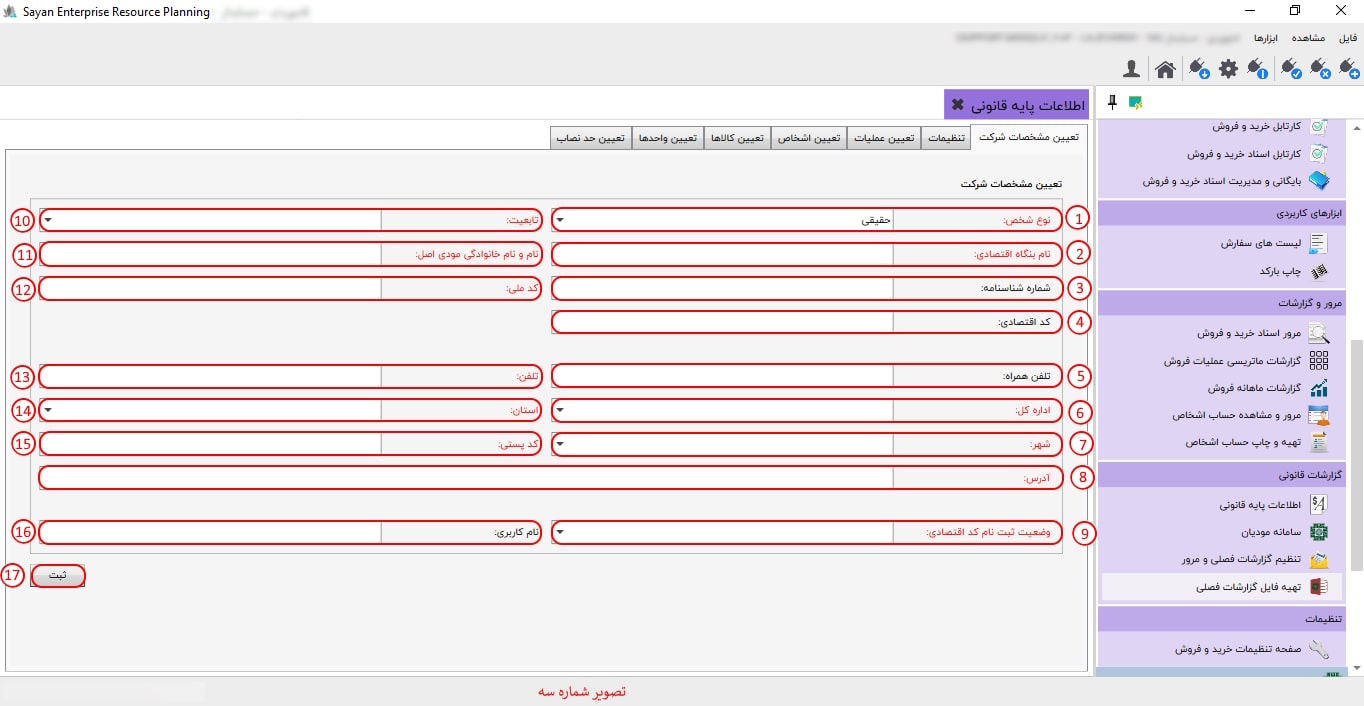 Sayan Enterprise Resource Planning
فایل مشاهده ابزارها
اطلاعات پایه قانونی ✖
تعیین مشخصات شرکت تنظیمات تعیین عملیات تعیین اشخاص تعیین کالاها تعیین واحدها تعیین حد نصاب
تعیین مشخصات شرکت
1 نوع شخص: حقیقی
10 تابعیت:
2 نام بنگاه اقتصادی:
11 نام و نام خانوادگی مودی اصل:
3 شماره شناسنامه:
12 کد ملی:
4 کد اقتصادی:
5 تلفن همراه:
13 تلفن:
6 اداره کل:
14 استان:
7 شهر:
15 کد پستی:
8 آدرس:
9 وضعیت ثبت نام کد اقتصادی:
16 نام کاربری:
17 ثبت
کارتابل خرید و فروش
کارتابل اسناد خرید و فروش
بایگانی و مدیریت اسناد خرید و فروش
ابزارهای کاربردی
لیست های سفارش
چاپ بارکد
مرور و گزارشات
مرور اسناد خرید و فروش
گزارشات ماتریسی عملیات فروش
گزارشات ماهانه فروش
مرور و مشاهده حساب اشخاص
تهیه و چاپ حساب اشخاص
گزارشات قانونی
اطلاعات پایه قانونی
سامانه مودیان
تنظیم گزارشات فصلی و مرور
تهیه فایل گزارشات فصلی
تنظیمات
صفحه تنظیمات خرید و فروش
تصویر شماره سه